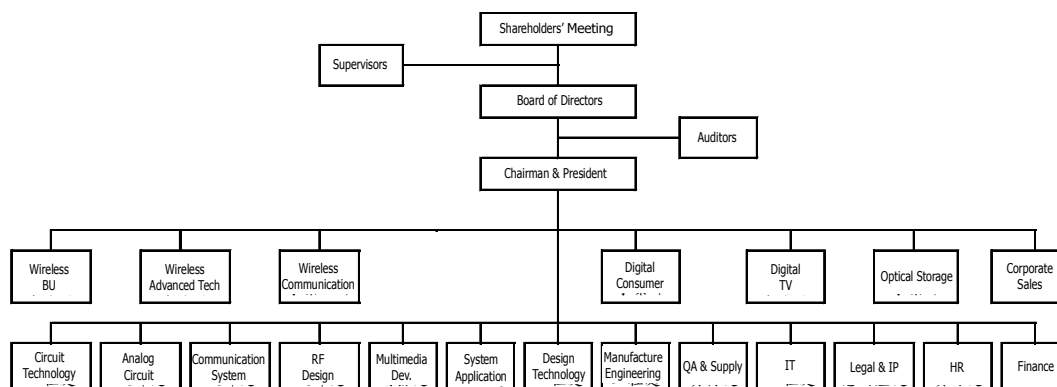 Shareholders' Meeting
Supervisors
Board of Directors
Auditors
Chairman & President
Wireless
BU
Wireless
Advanced Tech
Wireless
Communication
Digital
Consumer
Digital
TV
Optical Storage
Corporate
Sales
Circuit
Technology
Analog
Circuit
Communication
System
RF
Design
Multimedia
Dev.
System
Application
Design
Technology
Manufacture
Engineering
QA & Supply
IT
Legal & IP
HR
Finance